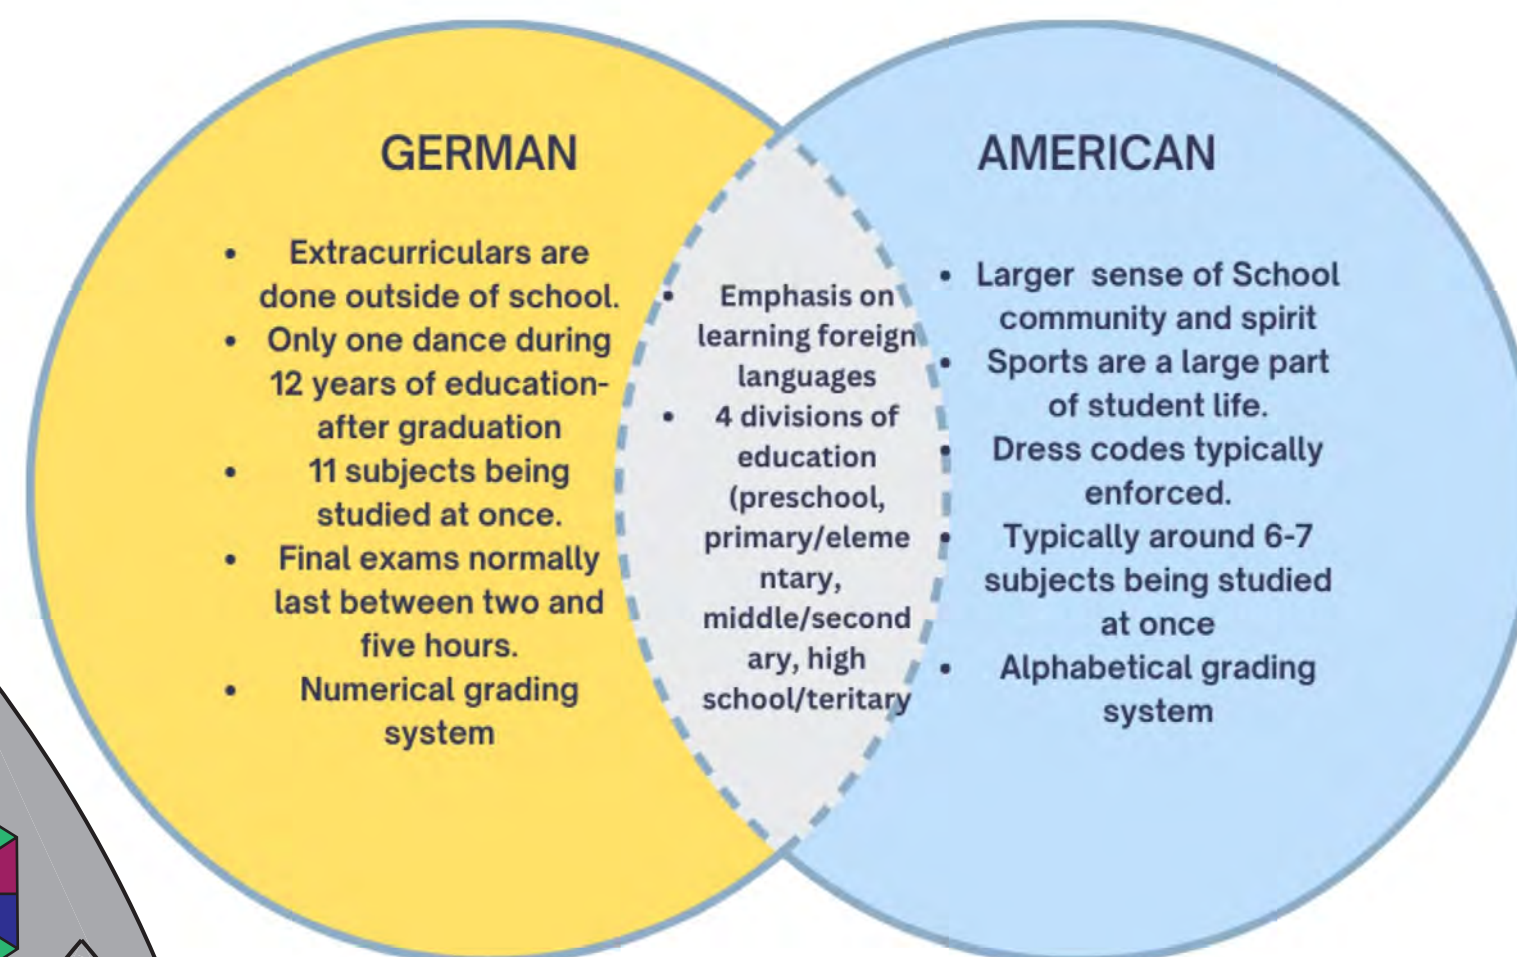 GERMAN
• Extracurriculars are
done outside of school.
• Only one dance during
12 years of education-
after graduation
• 11 subjects being
studied at once.
• Final exams normally
last between two and
five hours.
• Numerical grading
system
• Emphasis on
learning foreign
languages
• 4 divisions of
education
(preschool,
primary/eleme
ntary,
middle/second
ary, high
school/teritary
AMERICAN
• Larger sense of School
community and spirit
• Sports are a large part
of student life.
• Dress codes typically
enforced.
• Typically around 6-7
subjects being studied
at once
• Alphabetical grading
system